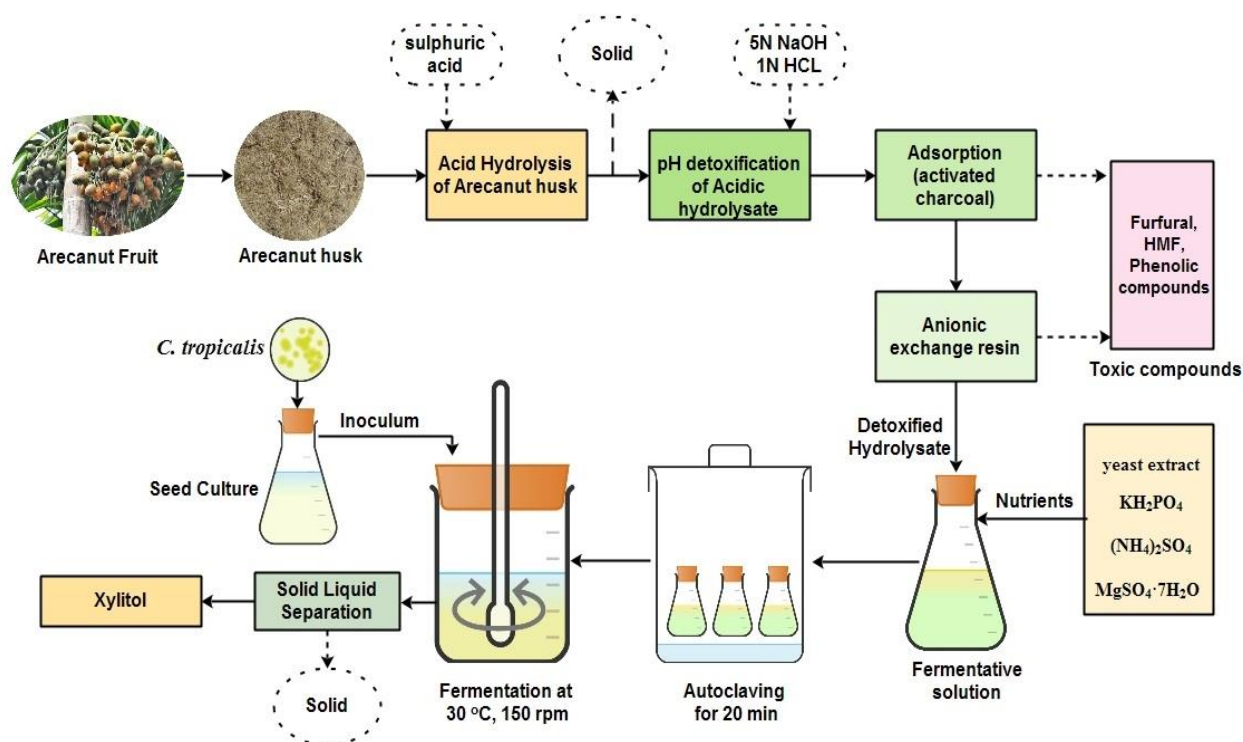 sulphuric
acid
Solid
5N NaOH
1N HCL
Arecanut Fruit
Arecanut husk
Acid Hydrolysis
of Arecanut husk
pH detoxification
of Acidic
hydrolysate
Adsorption
(activated
charcoal)
Furfural,
HMF,
Phenolic
compounds
Toxic compounds
Anionic
exchange resin
Detoxified
Hydrolysate
C. tropicalis
Inoculum
Seed Culture
yeast extract
KH₂PO₄
(NH₄)₂SO₄
MgSO₄·7H₂O
Nutrients
Fermentative
solution
Autoclaving
for 20 min
Fermentation at
30 ºC, 150 rpm
Solid Liquid
Separation
Solid
Xylitol